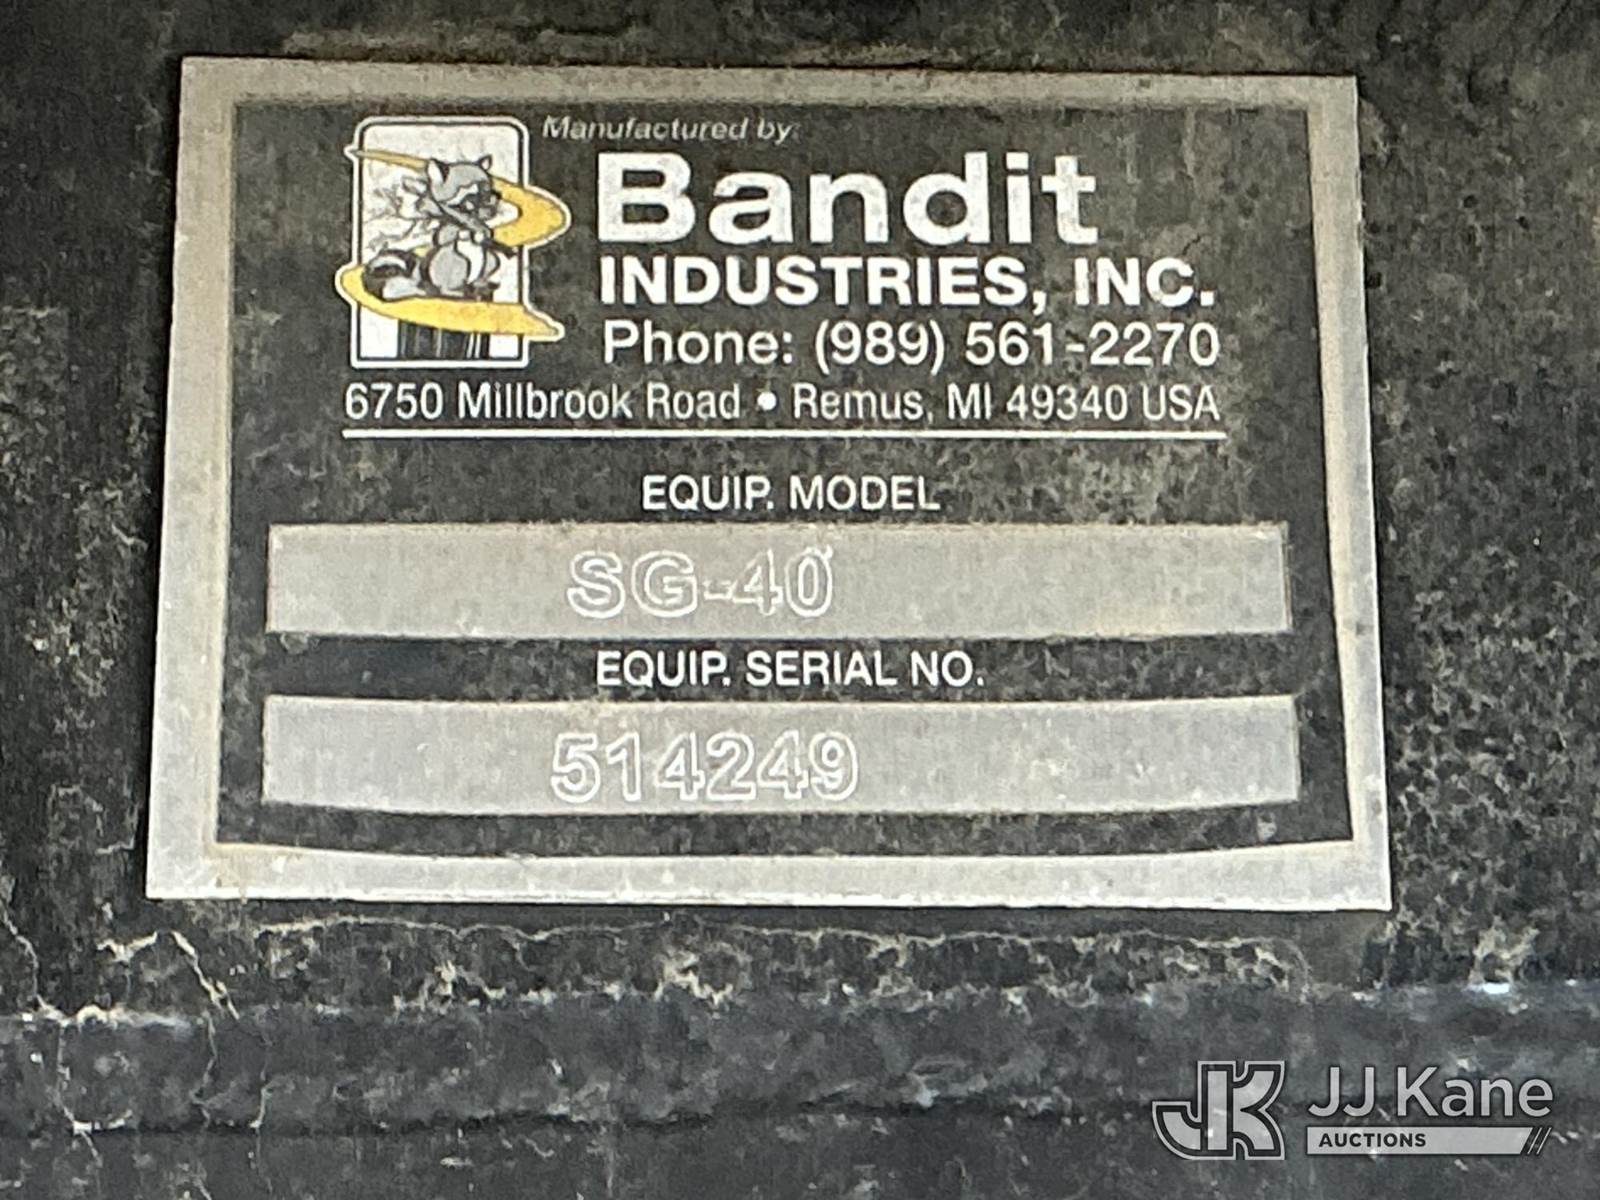 Manufactured by:
Bandit
INDUSTRIES, INC.
Phone: (989) 561-2270
6750 Millbrook Road • Remus, MI 49340 USA
EQUIP. MODEL
SG-40
EQUIP. SERIAL NO.
514249
JK JJ Kane
AUCTIONS